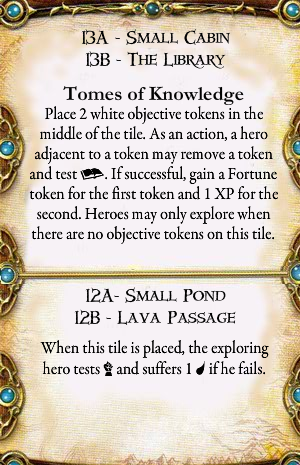 13A - Small Cabin
13B - The Library
Tomes of Knowledge
Place 2 white objective tokens in the
middle of the tile. As an action, a hero
adjacent to a token may remove a token
and test . If successful, gain a Fortune
token for the first token and 1 XP for the
second. Heroes may only explore when
there are no objective tokens on this tile.
12A- Small Pond
12B - Lava Passage
When this tile is placed, the exploring
hero tests and suffers 1 if he fails.